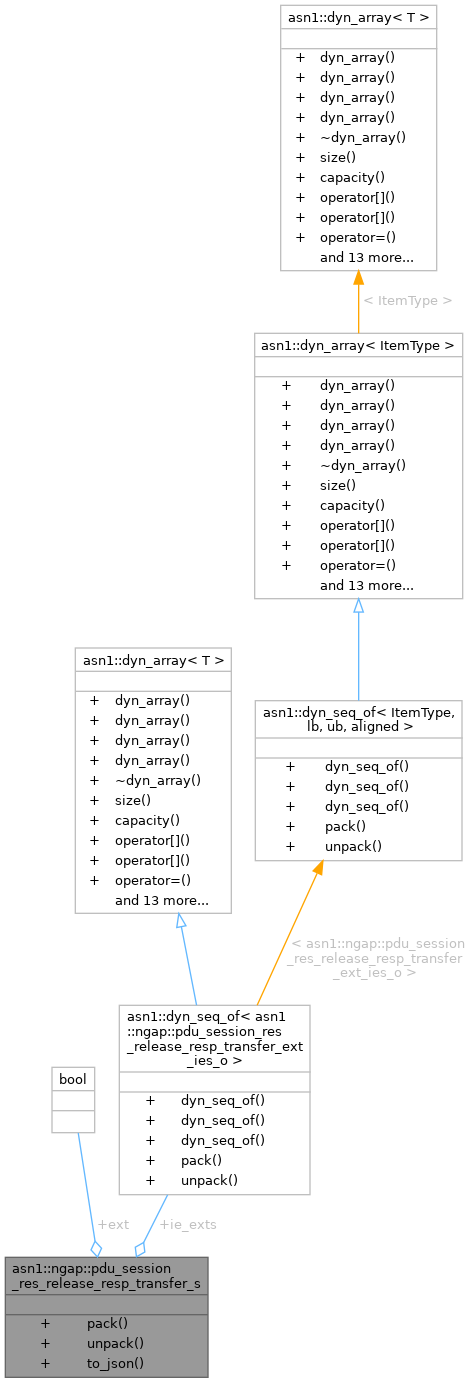 asn1::dyn_array< T >
+ dyn_array()
+ dyn_array()
+ dyn_array()
+ dyn_array()
+ ~dyn_array()
+ size()
+ capacity()
+ operator[]()
+ operator[]()
+ operator=()
and 13 more...
< ItemType >
asn1::dyn_array< ItemType >
+ dyn_array()
+ dyn_array()
+ dyn_array()
+ dyn_array()
+ ~dyn_array()
+ size()
+ capacity()
+ operator[]()
+ operator[]()
+ operator=()
and 13 more...
asn1::dyn_array< T >
+ dyn_array()
+ dyn_array()
+ dyn_array()
+ dyn_array()
+ ~dyn_array()
+ size()
+ capacity()
+ operator[]()
+ operator[]()
+ operator=()
and 13 more...
asn1::dyn_seq_of< ItemType,
lb, ub, aligned >
+ dyn_seq_of()
+ dyn_seq_of()
+ dyn_seq_of()
+ pack()
+ unpack()
< asn1::ngap::pdu_session
_res_release_resp_transfer
_ext_ies_o >
asn1::dyn_seq_of< asn1
::ngap::pdu_session_res
_release_resp_transfer_ext
_ies_o >
+ dyn_seq_of()
+ dyn_seq_of()
+ dyn_seq_of()
+ pack()
+ unpack()
bool
+ext
+ie_exts
asn1::ngap::pdu_session
_res_release_resp_transfer_s
+ pack()
+ unpack()
+ to_json()